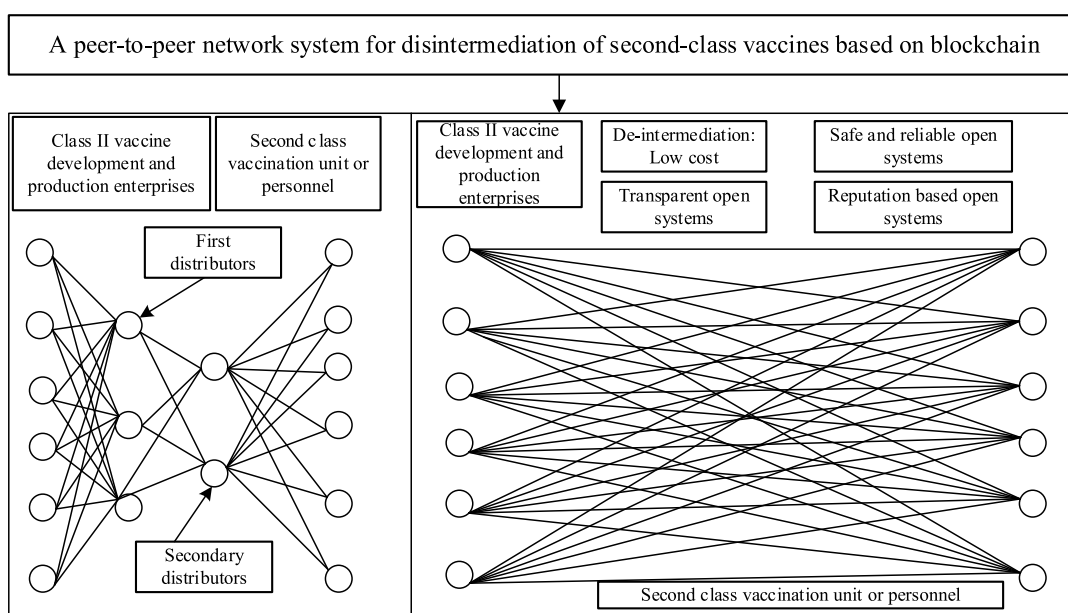 A peer-to-peer network system for disintermediation of second-class vaccines based on blockchain
Class II vaccine
development and
production enterprises
Second class
vaccination unit or
personnel
First
distributors
Secondary
distributors
Class II vaccine
development and
production
enterprises
De-intermediation:
Low cost
Safe and reliable open
systems
Transparent open
systems
Reputation based open
systems
Second class vaccination unit or personnel